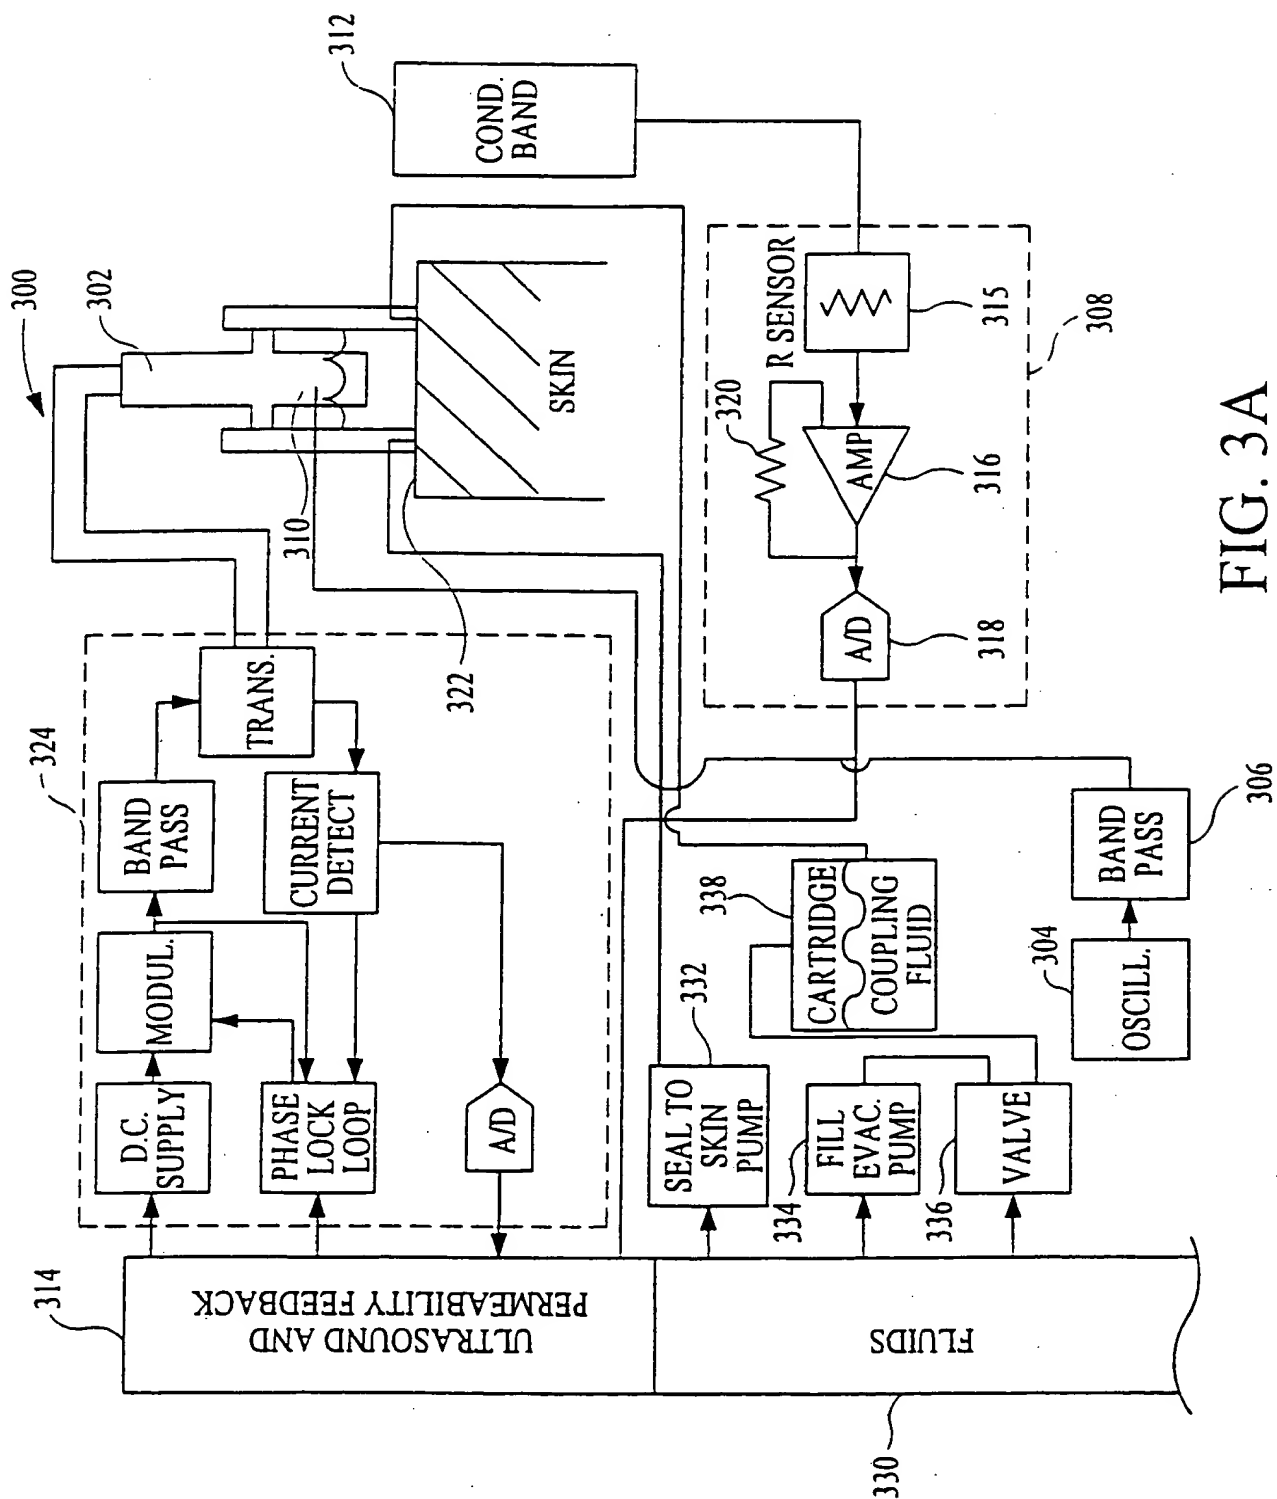 300
302
310
322
SKIN
312
COND.
BAND
324
D.C.
SUPPLY
MODUL.
BAND
PASS
TRANS.
PHASE
LOCK
LOOP
CURRENT
DETECT
A/D
314
ULTRASOUND AND
PERMEABILITY FEEDBACK
FLUIDS
330
SEAL TO
SKIN
PUMP
332
334
FILL
EVAC.
PUMP
336
VALVE
338
CARTRIDGE
COUPLING
FLUID
R SENSOR
315
320
AMP
316
A/D
318
308
304
OSCILL.
BAND
PASS
306
FIG. 3A